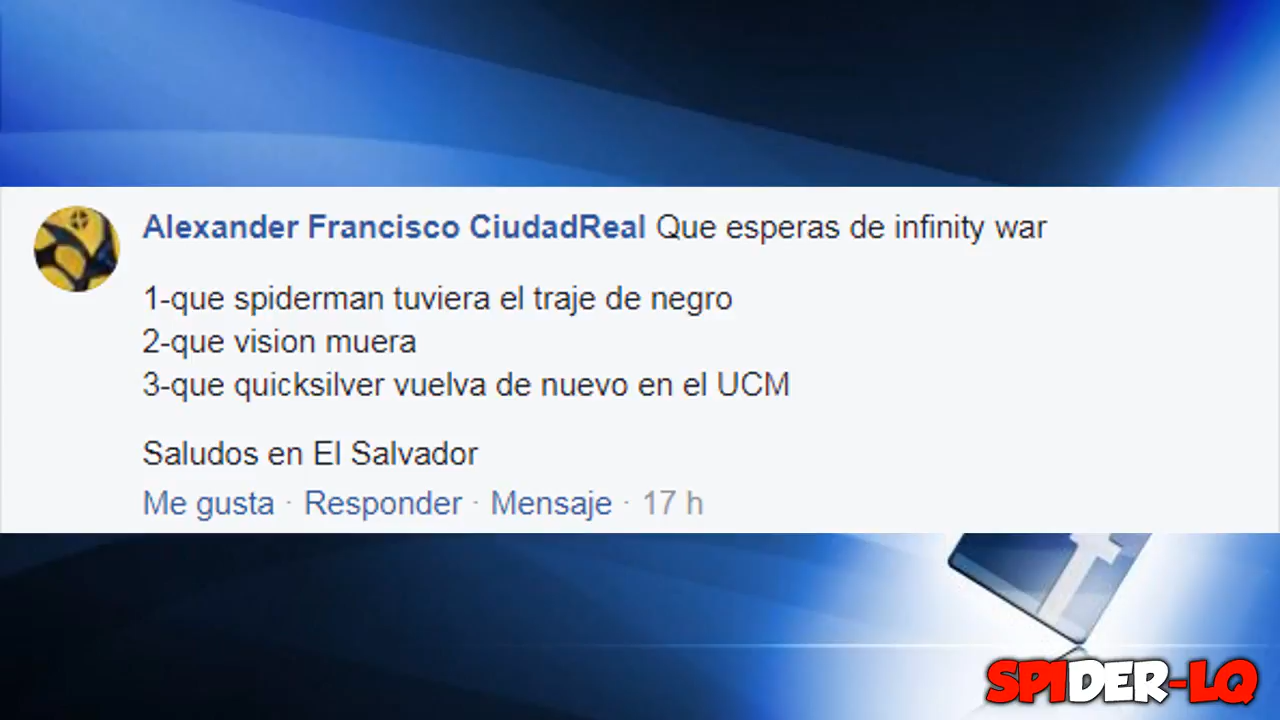 Alexander Francisco CiudadReal Que esperas de infinity war
1-que spiderman tuviera el traje de negro
2-que vision muera
3-que quicksilver vuelva de nuevo en el UCM
Saludos en El Salvador
Me gusta · Responder · Mensaje · 17 h
f
SPIDER-LQ